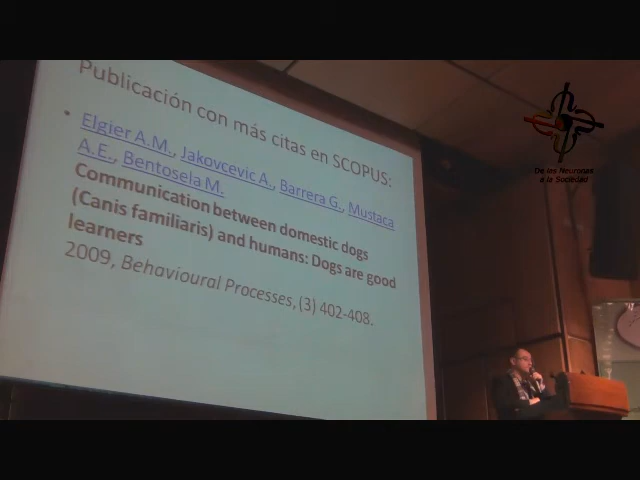 Publicación con más citas en SCOPUS:
• Elgier A.M., Jakovcevic A., Barrera G., Mustaca
A.E., Bentosela M.
Communication between domestic dogs
(Canis familiaris) and humans: Dogs are good
learners
2009, Behavioural Processes, (3) 402-408.
De las Neuronas
a la Sociedad